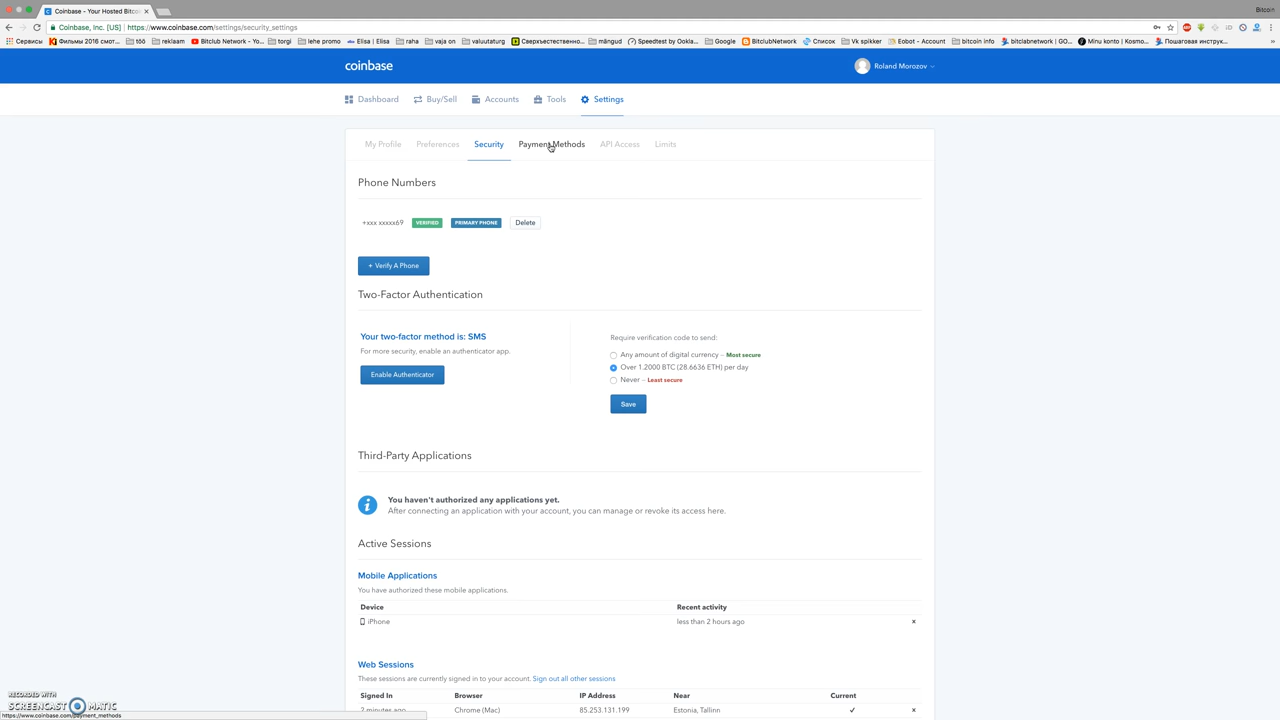 Coinbase - Your Hosted Bitco
Bitcoin
Coinbase, Inc. [US] https://www.coinbase.com/settings/security_settings
Сервисы Фильмы 2016 смот... töö reklaam Bitclub Network - Yo... torgi lehe promo Elisa | Elisa raha vaja on valuutaturg Сверхъестественно... mängud Speedtest by Ookla... Google BitclubNetwork Список Vk spikker Eobot - Account bitcoin info bitclabnetwork | GO... Minu konto | Kosmo... Пошаговая инструк... »
coinbase
Roland Morozov
Dashboard Buy/Sell Accounts Tools Settings
My Profile Preferences Security Payment Methods API Access Limits
Phone Numbers
+xxx xxxxx69 VERIFIED PRIMARY PHONE Delete
+ Verify A Phone
Two-Factor Authentication
Your two-factor method is: SMS
For more security, enable an authenticator app.
Enable Authenticator
Require verification code to send:
Any amount of digital currency – Most secure
Over 1.2000 BTC (28.6636 ETH) per day
Never – Least secure
Save
Third-Party Applications
You haven't authorized any applications yet.
After connecting an application with your account, you can manage or revoke its access here.
Active Sessions
Mobile Applications
You have authorized these mobile applications.
Device Recent activity
iPhone less than 2 hours ago ×
Web Sessions
These sessions are currently signed in to your account. Sign out all other sessions
Signed In Browser IP Address Near Current
2 minutes ago Chrome (Mac) 85.253.131.199 Estonia, Tallinn ✓ ×
RECORDED WITH
SCREENCAST MATIC
https://www.coinbase.com/payment_methods